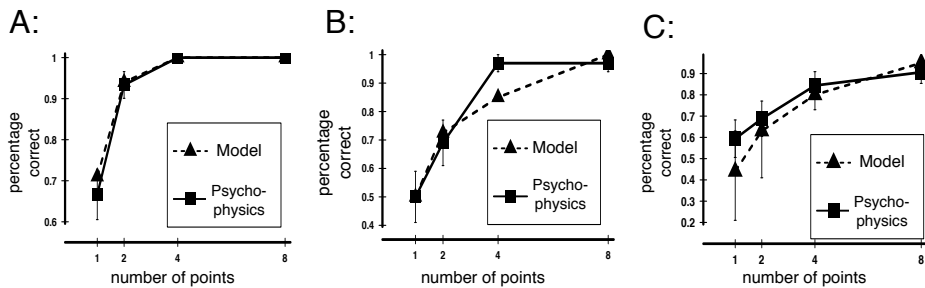 A:
B:
C:
percentage
correct
1
0.9
0.8
0.7
0.6
Model
Psycho-
physics
1 2 4 8
number of points
percentage
correct
1
0.9
0.8
0.7
0.6
0.5
0.4
Model
Psycho-
physics
1 2 4 8
number of points
percentage
correct
0.9
0.8
0.7
0.6
0.5
0.4
0.3
0.2
Model
Psycho-
physics
1 2 4 8
number of points